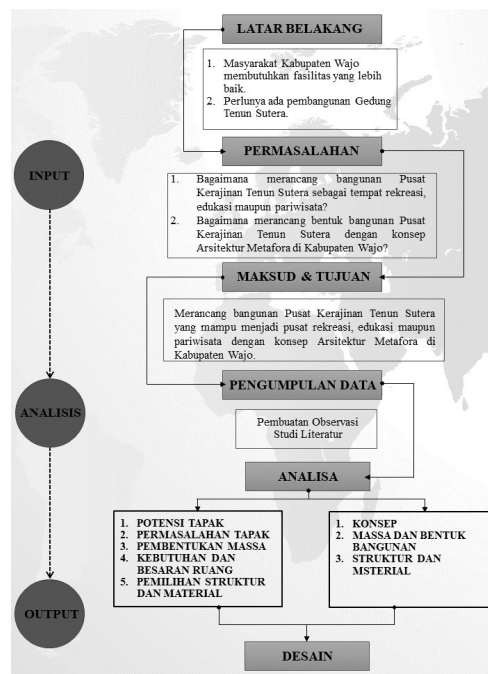 LATAR BELAKANG
1. Masyarakat Kabupaten Wajo
membutuhkan fasilitas yang lebih
baik.
2. Perlunya ada pembangunan Gedung
Tenun Sutera.
PERMASALAHAN
INPUT
1. Bagaimana merancang bangunan Pusat
Kerajinan Tenun Sutera sebagai tempat rekreasi,
edukasi maupun pariwisata?
2. Bagaimana merancang bentuk bangunan Pusat
Kerajinan Tenun Sutera dengan konsep
Arsitektur Metafora di Kabupaten Wajo?
MAKSUD & TUJUAN
Merancang bangunan Pusat Kerajinan Tenun Sutera
yang mampu menjadi pusat rekreasi, edukasi maupun
pariwisata dengan konsep Arsitektur Metafora di
Kabupaten Wajo.
PENGUMPULAN DATA
ANALISIS
Pembuatan Observasi
Studi Literatur
ANALISA
1. POTENSI TAPAK
2. PERMASALAHAN TAPAK
3. PEMBENTUKAN MASSA
4. KEBUTUHAN DAN
BESARAN RUANG
5. PEMILIHAN STRUKTUR
DAN MATERIAL
1. KONSEP
2. MASSA DAN BENTUK
BANGUNAN
3. STRUKTUR DAN
MSTERIAL
OUTPUT
DESAIN